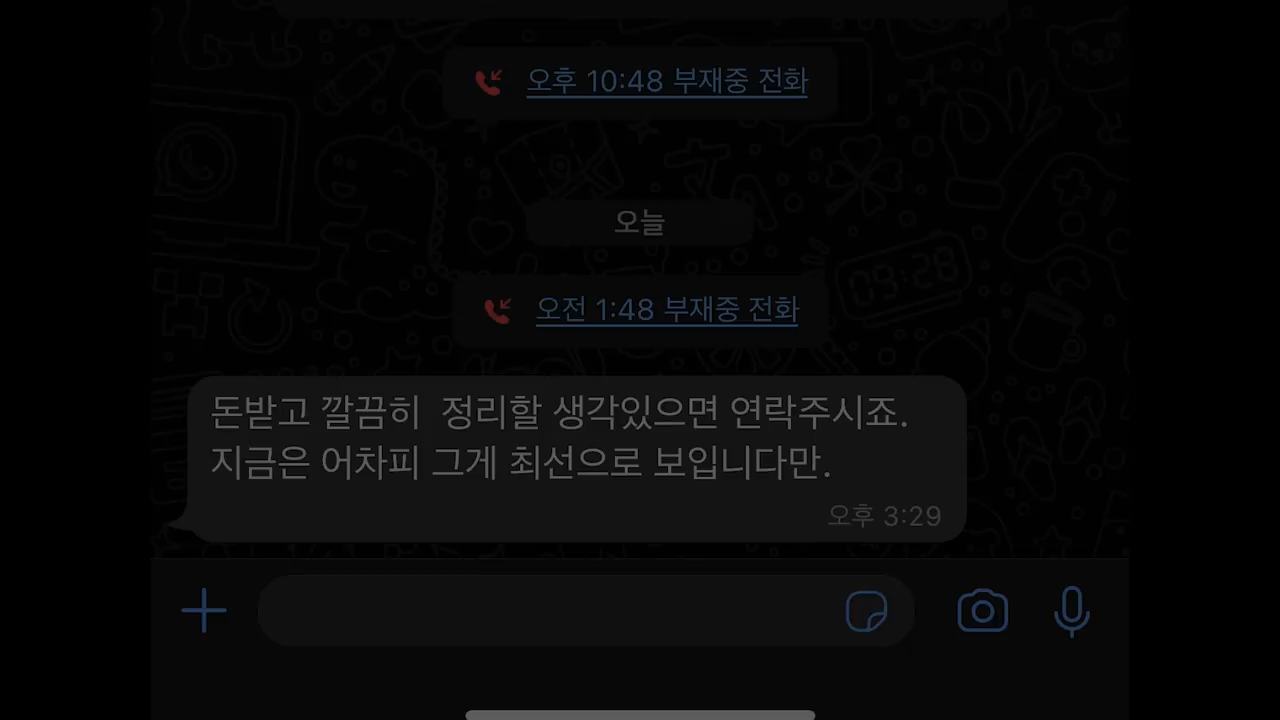 오후 10:48 부재중 전화
오늘
09:28
오전 1:48 부재중 전화
돈받고 깔끔히  정리할 생각있으면 연락주시죠.
지금은 어차피 그게 최선으로 보입니다만.
오후 3:29